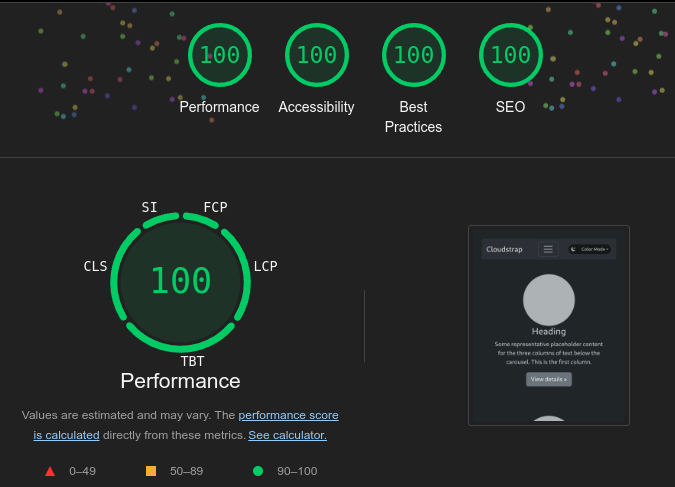 100
100
100
100
Performance
Accessibility
Best
Practices
SEO
SI
FCP
CLS
LCP
100
TBT
Performance
Values are estimated and may vary. The performance score
is calculated directly from these metrics. See calculator.
0–49
50–89
90–100
Cloudstrap
Color Mode
Heading
Some representative placeholder content
for the three columns of text below the
carousel. This is the first column.
View details »